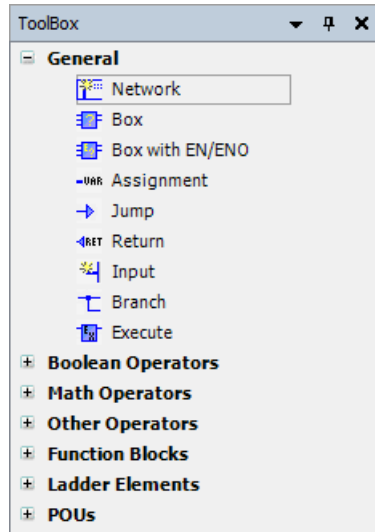 ToolBox
General
Network
Box
Box with EN/ENO
VAR Assignment
Jump
RET Return
Input
Branch
Execute
Boolean Operators
Math Operators
Other Operators
Function Blocks
Ladder Elements
POUs